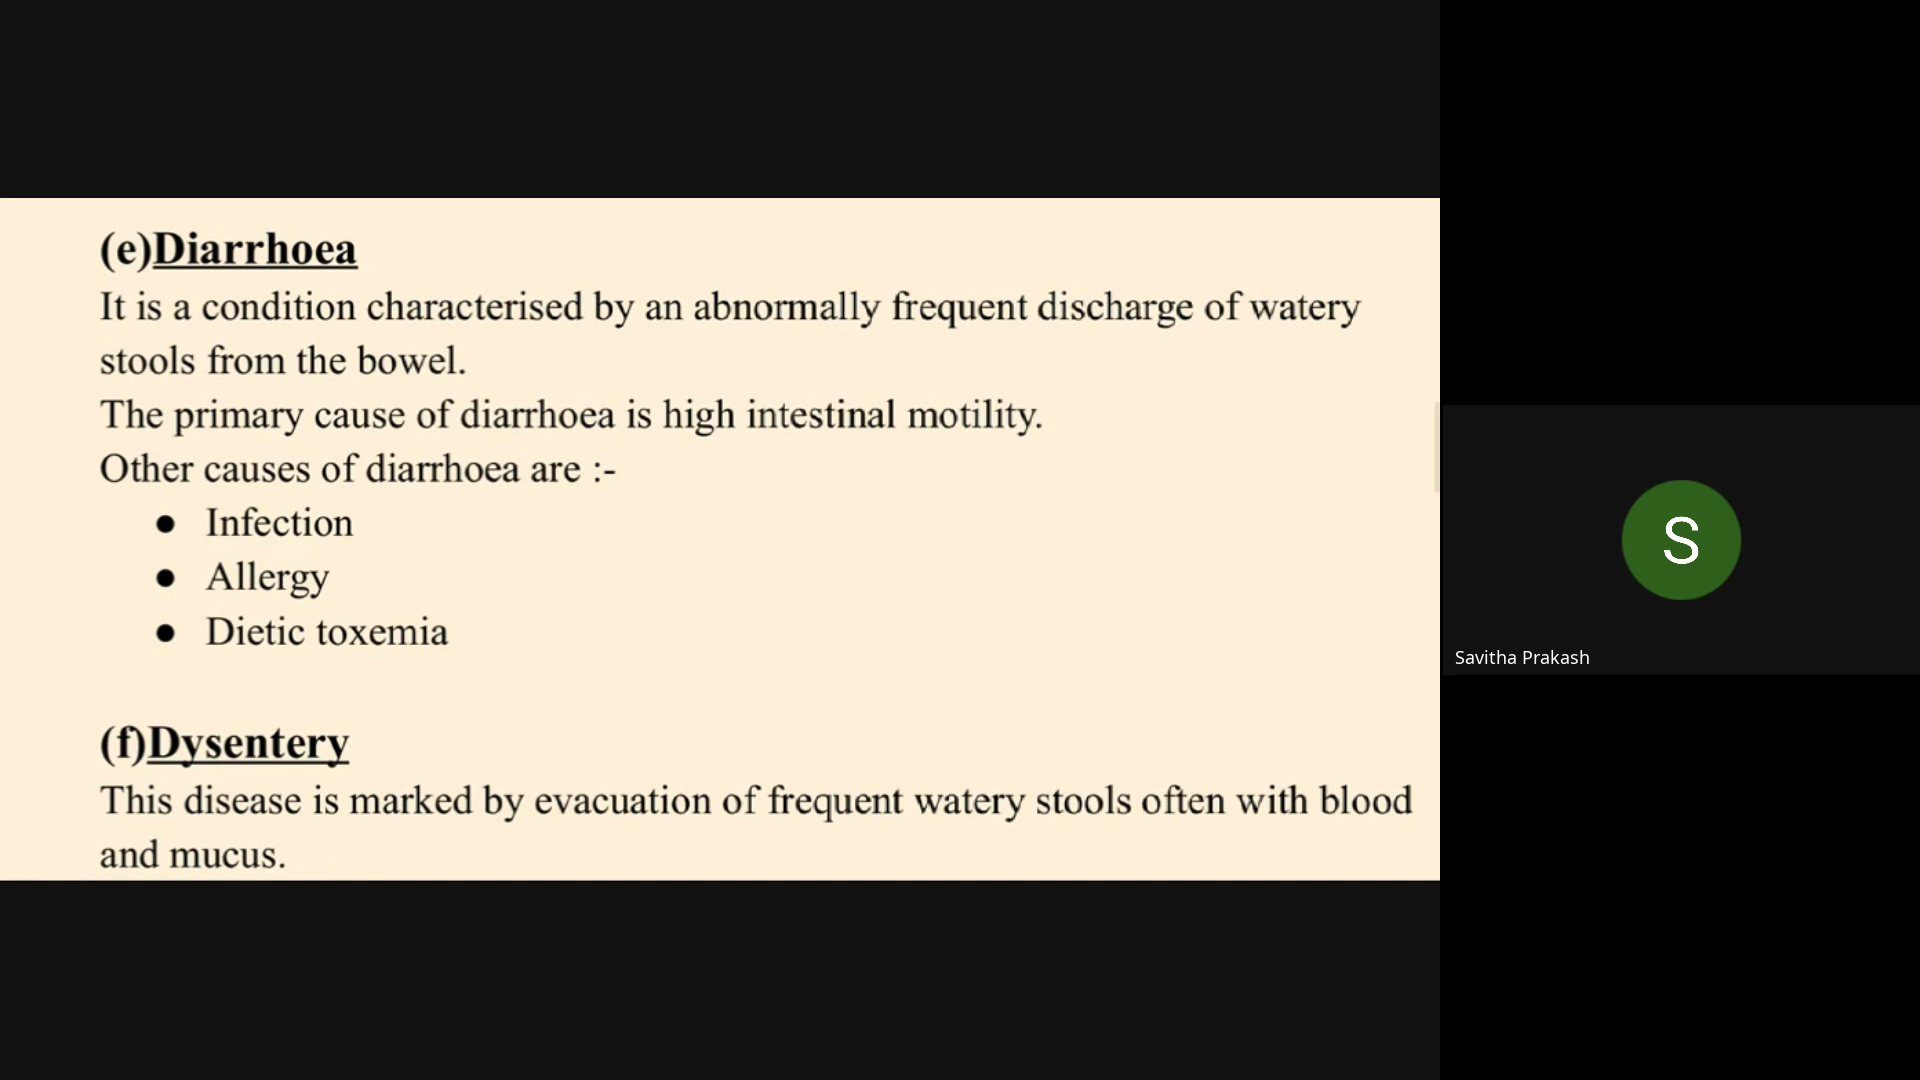 (e)Diarrhoea
It is a condition characterised by an abnormally frequent discharge of watery
stools from the bowel.
The primary cause of diarrhoea is high intestinal motility.
Other causes of diarrhoea are :-
● Infection
● Allergy
● Dietic toxemia
(f)Dysentery
This disease is marked by evacuation of frequent watery stools often with blood
and mucus.
S
Savitha Prakash